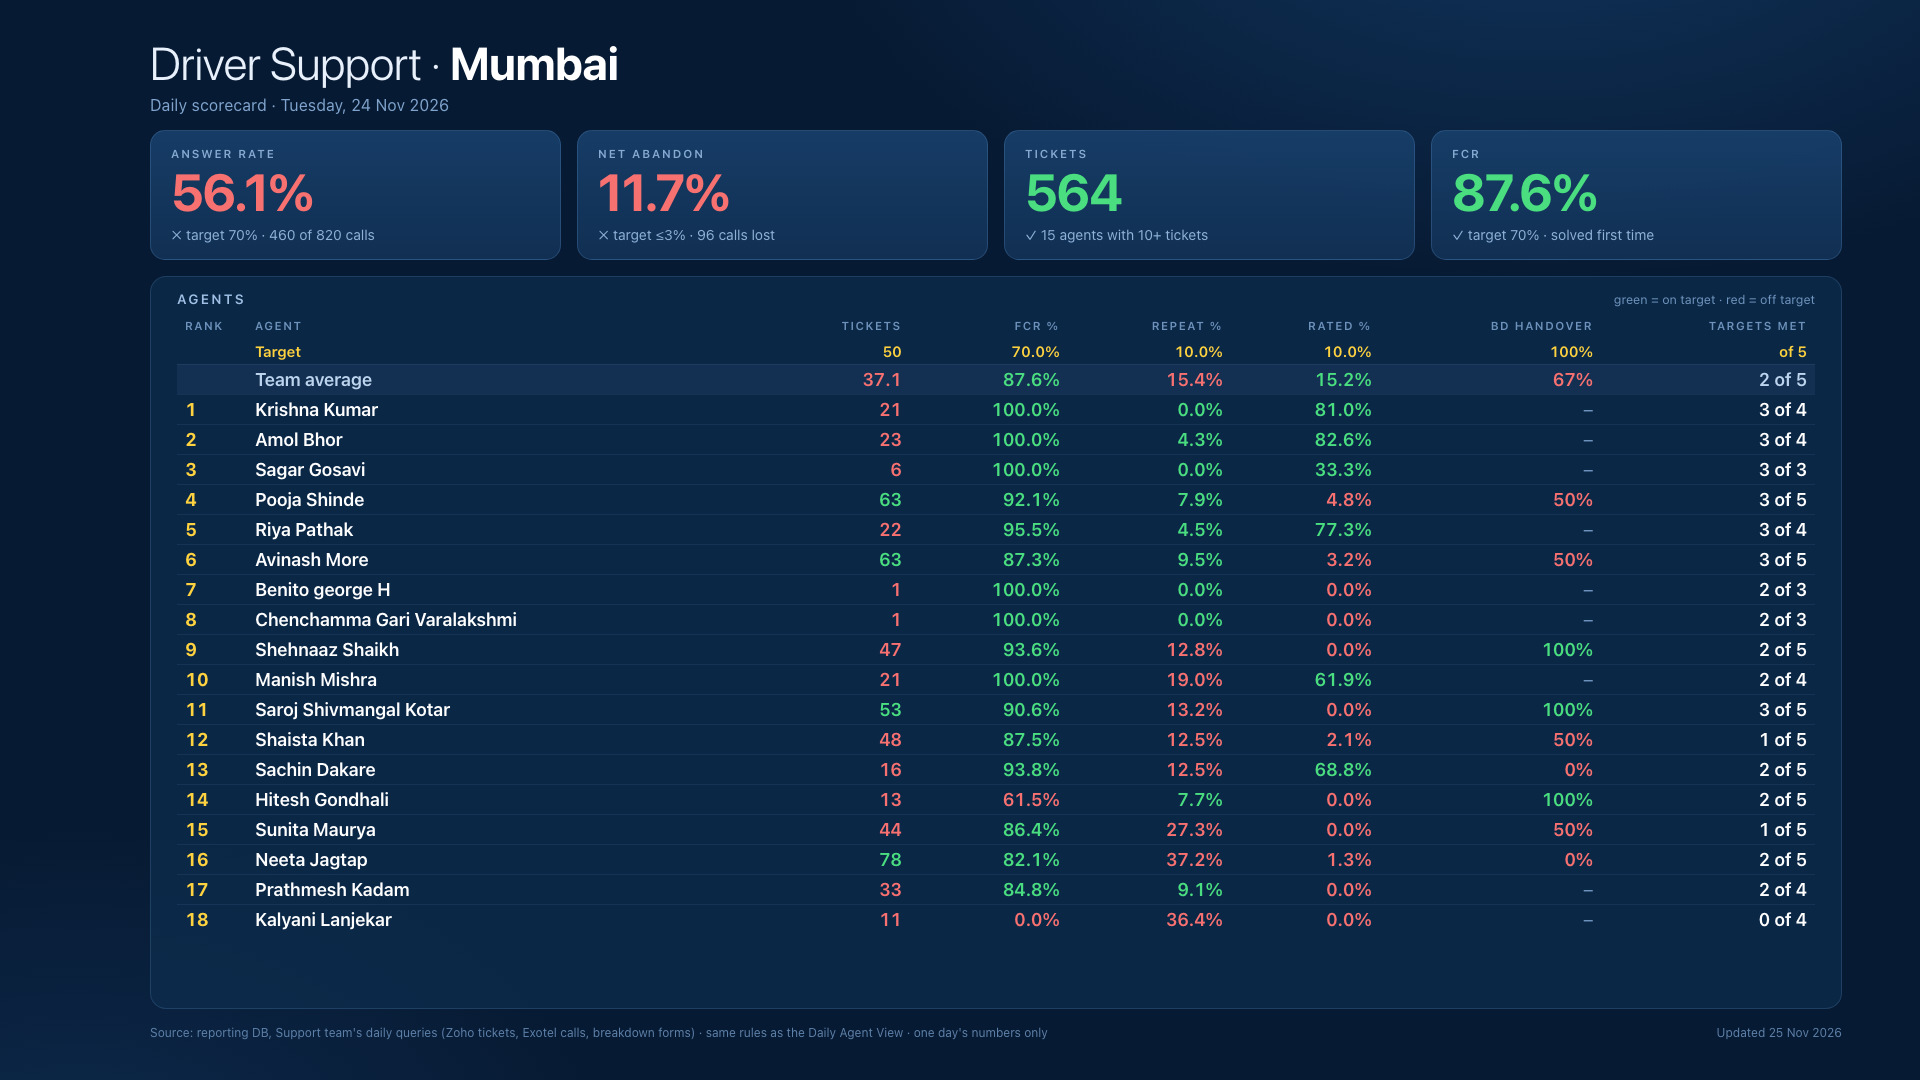 Driver Support · Mumbai
Daily scorecard · Tuesday, 24 Nov 2026
ANSWER RATE
56.1%
✕ target 70% · 460 of 820 calls
NET ABANDON
11.7%
✕ target ≤3% · 96 calls lost
TICKETS
564
✓ 15 agents with 10+ tickets
FCR
87.6%
✓ target 70% · solved first time
AGENTS
green = on target · red = off target
RANK AGENT TICKETS FCR % REPEAT % RATED % BD HANDOVER TARGETS MET
Target 50 70.0% 10.0% 10.0% 100% of 5
Team average 37.1 87.6% 15.4% 15.2% 67% 2 of 5
1 Krishna Kumar 21 100.0% 0.0% 81.0% – 3 of 4
2 Amol Bhor 23 100.0% 4.3% 82.6% – 3 of 4
3 Sagar Gosavi 6 100.0% 0.0% 33.3% – 3 of 3
4 Pooja Shinde 63 92.1% 7.9% 4.8% 50% 3 of 5
5 Riya Pathak 22 95.5% 4.5% 77.3% – 3 of 4
6 Avinash More 63 87.3% 9.5% 3.2% 50% 3 of 5
7 Benito george H 1 100.0% 0.0% 0.0% – 2 of 3
8 Chenchamma Gari Varalakshmi 1 100.0% 0.0% 0.0% – 2 of 3
9 Shehnaaz Shaikh 47 93.6% 12.8% 0.0% 100% 2 of 5
10 Manish Mishra 21 100.0% 19.0% 61.9% – 2 of 4
11 Saroj Shivmangal Kotar 53 90.6% 13.2% 0.0% 100% 3 of 5
12 Shaista Khan 48 87.5% 12.5% 2.1% 50% 1 of 5
13 Sachin Dakare 16 93.8% 12.5% 68.8% 0% 2 of 5
14 Hitesh Gondhali 13 61.5% 7.7% 0.0% 100% 2 of 5
15 Sunita Maurya 44 86.4% 27.3% 0.0% 50% 1 of 5
16 Neeta Jagtap 78 82.1% 37.2% 1.3% 0% 2 of 5
17 Prathmesh Kadam 33 84.8% 9.1% 0.0% – 2 of 4
18 Kalyani Lanjekar 11 0.0% 36.4% 0.0% – 0 of 4
Source: reporting DB, Support team's daily queries (Zoho tickets, Exotel calls, breakdown forms) · same rules as the Daily Agent View · one day's numbers only
Updated 25 Nov 2026